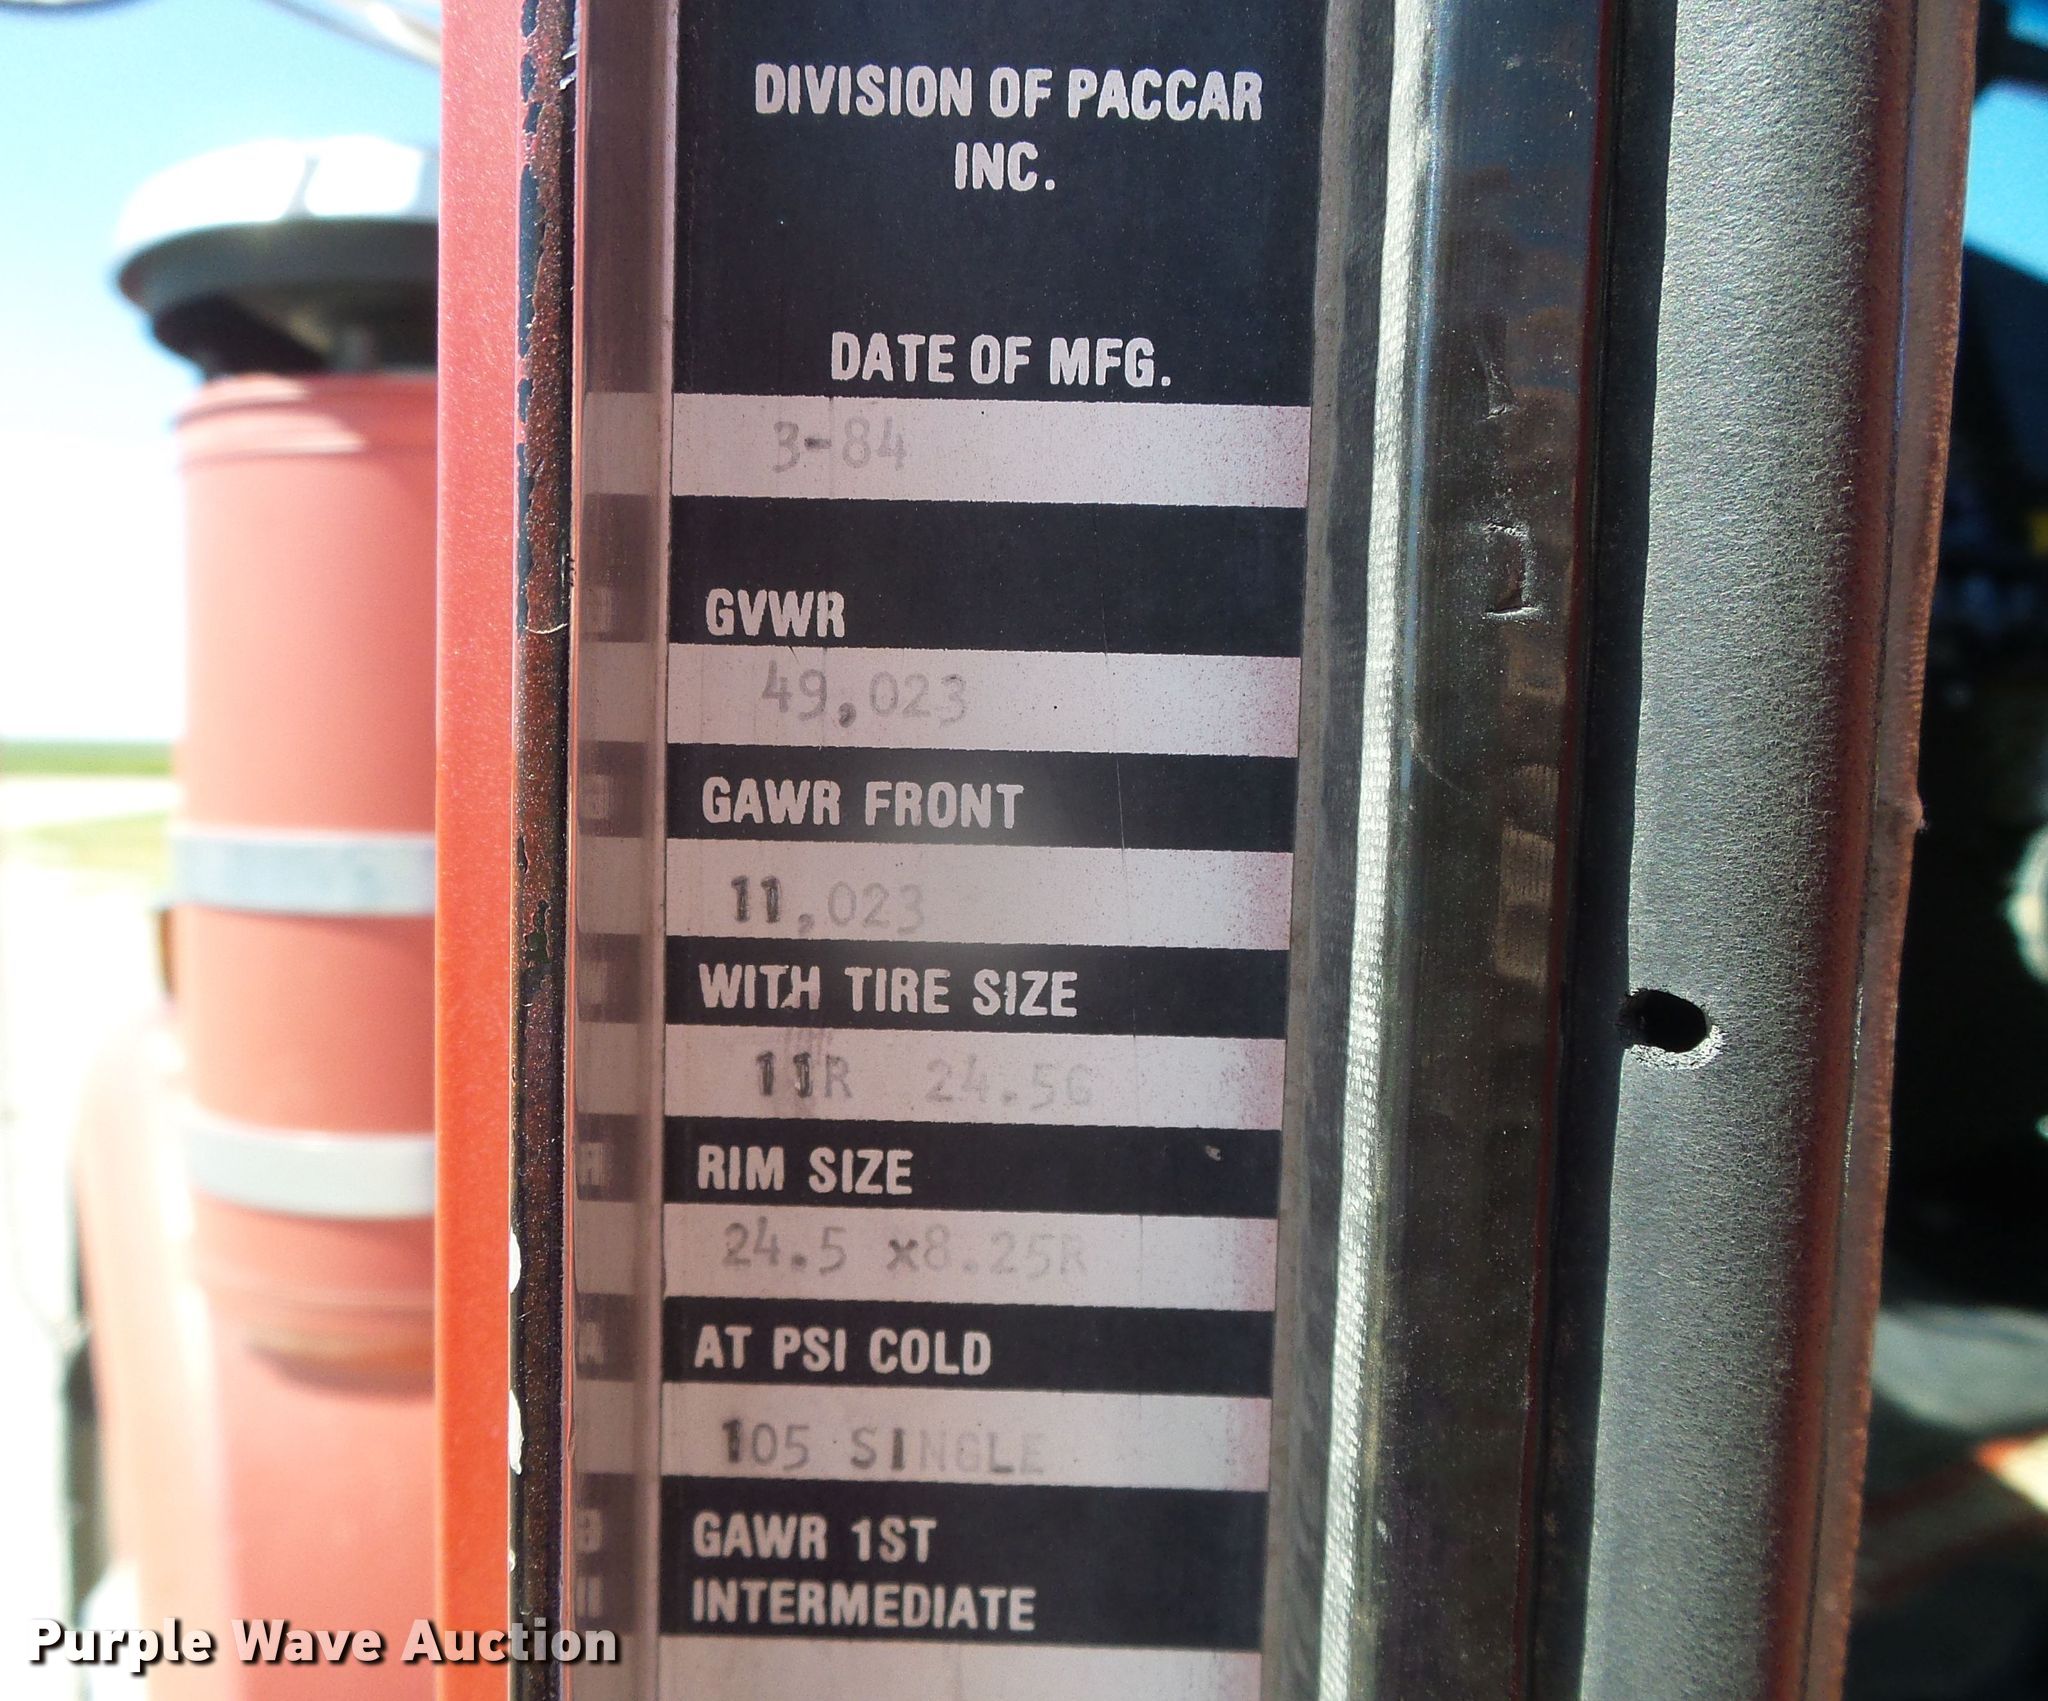 DIVISION OF PACCAR
INC.
DATE OF MFG.
3-84
GVWR
49,023
GAWR FRONT
11,023
WITH TIRE SIZE
11R 24.5G
RIM SIZE
24.5 x8.25R
AT PSI COLD
105 SINGLE
GAWR 1ST
INTERMEDIATE
Purple Wave Auction